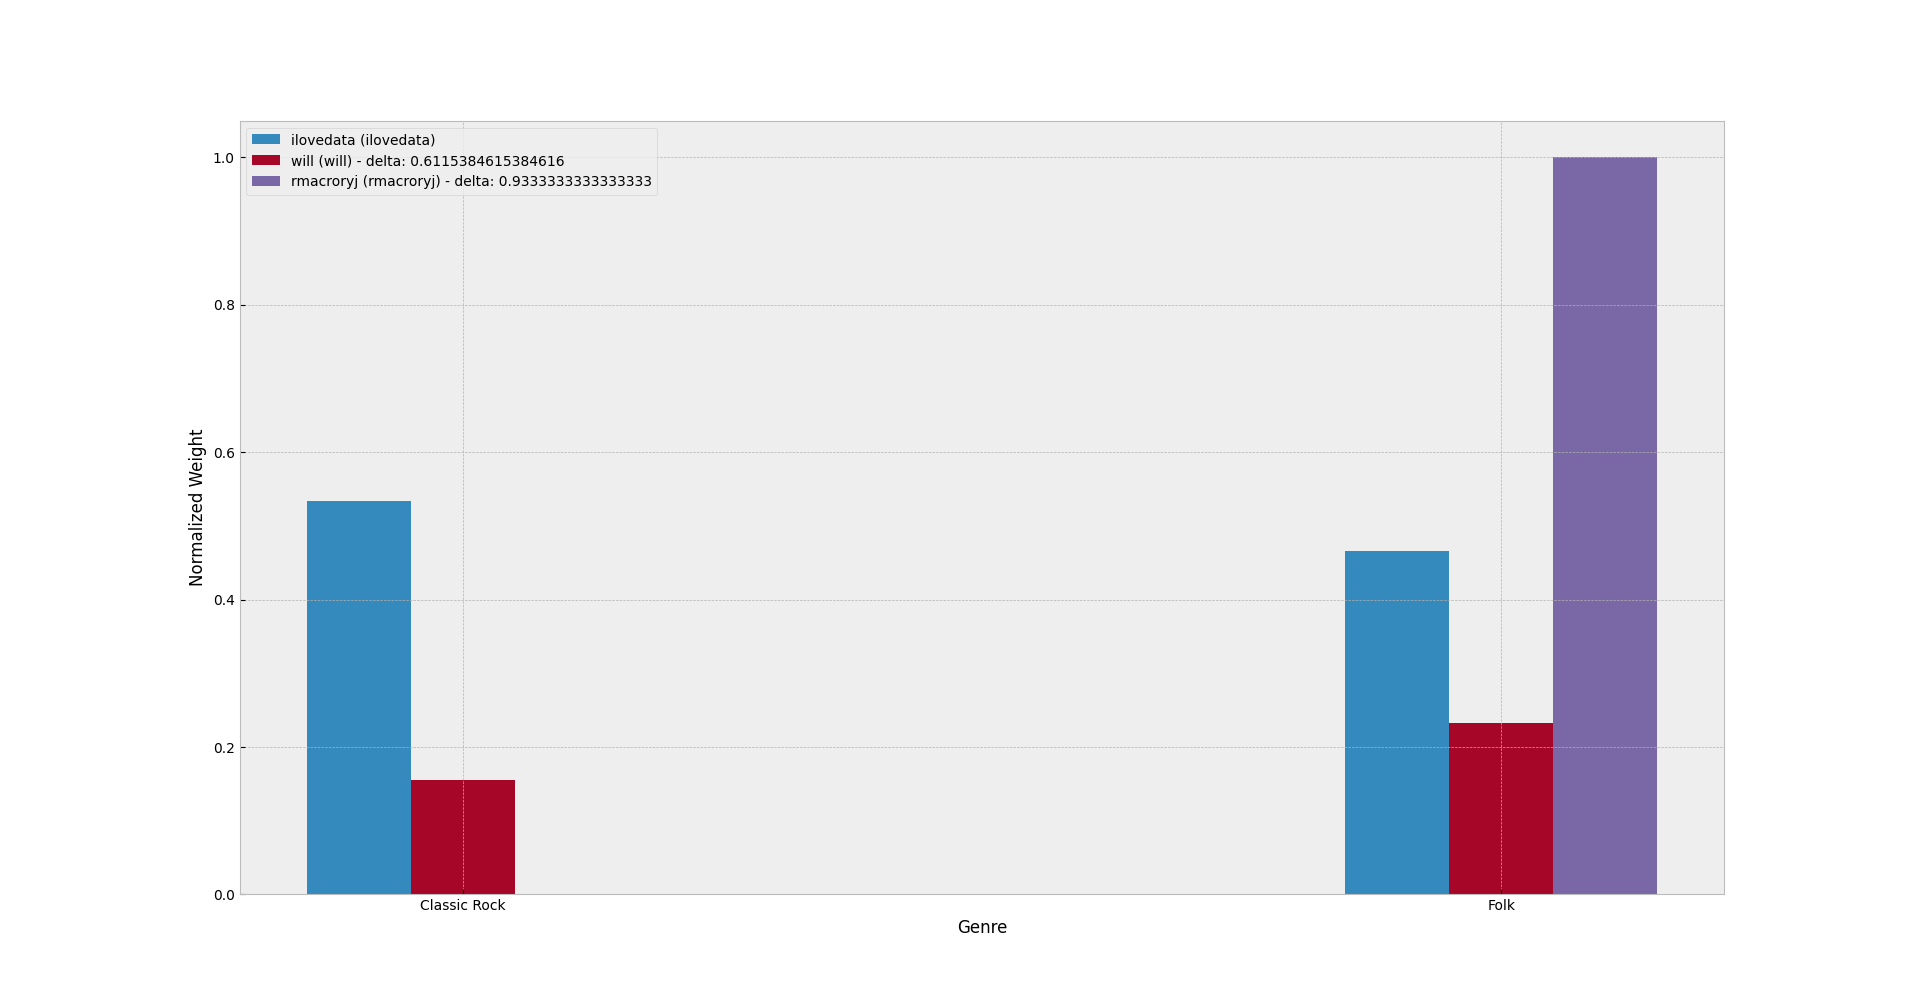 ilovedata (ilovedata)
will (will) - delta: 0.6115384615384616
rmacroryj (rmacroryj) - delta: 0.9333333333333333
1.0
0.8
0.6
0.4
0.2
0.0
Normalized Weight
Classic Rock
Folk
Genre